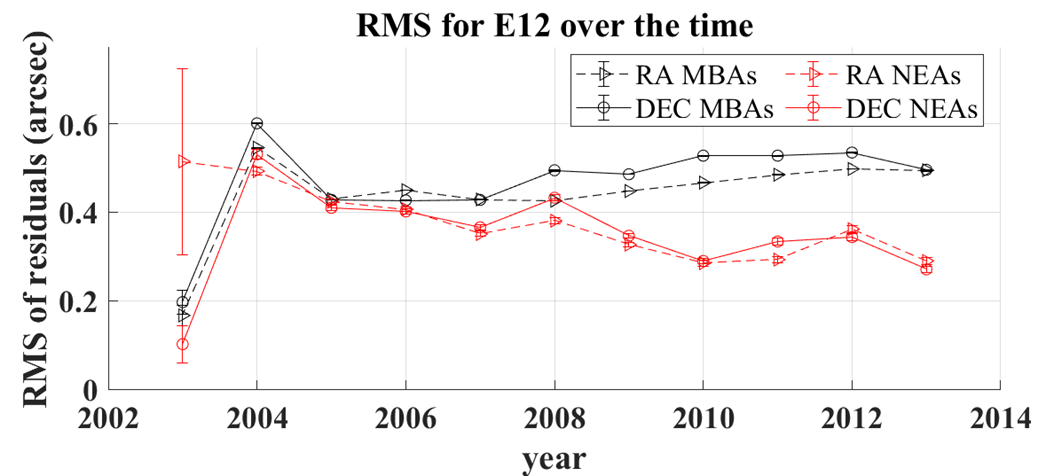 RMS for E12 over the time
RMS of residuals (arcsec)
RA MBAs RA NEAs
DEC MBAs DEC NEAs
0.6
0.4
0.2
0
2002 2004 2006 2008 2010 2012 2014
year